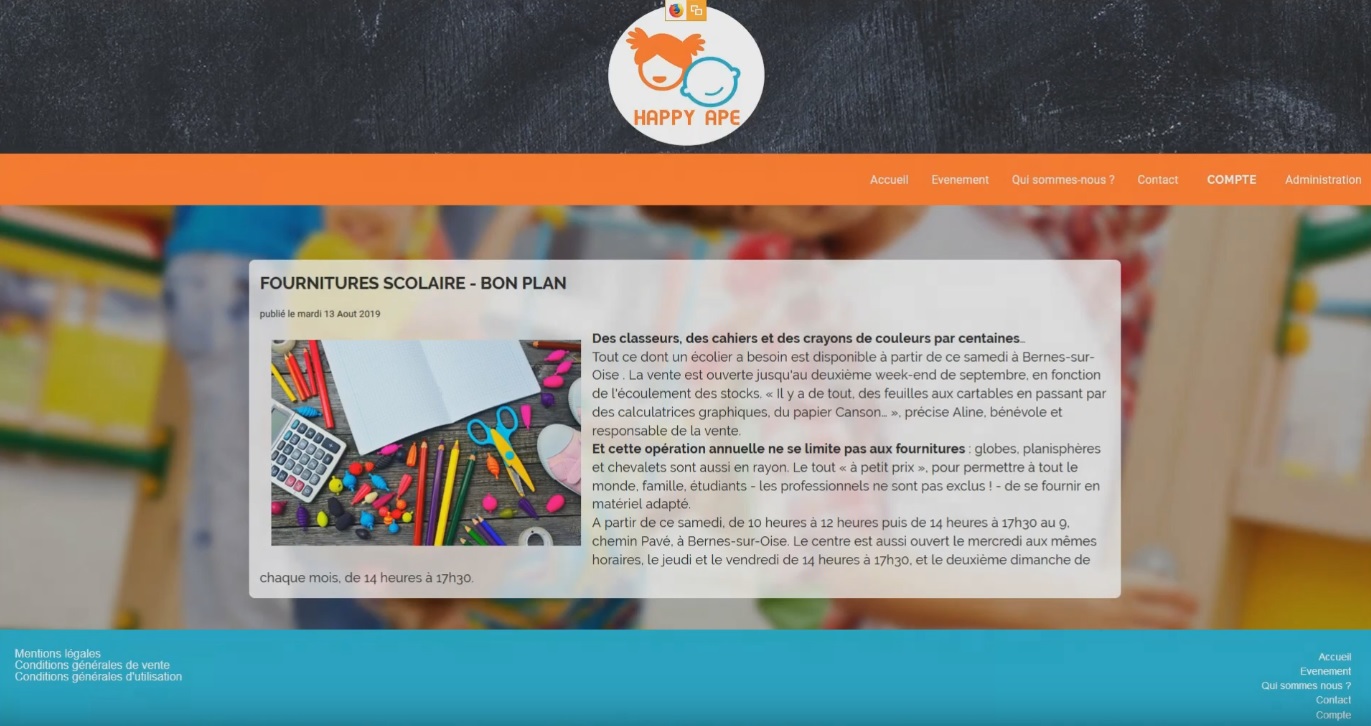 HAPPY APE
Accueil Evenement Qui sommes-nous ? Contact COMPTE Administration
FOURNITURES SCOLAIRE - BON PLAN
publié le mardi 13 Aout 2019
Des classeurs, des cahiers et des crayons de couleurs par centaines…
Tout ce dont un écolier a besoin est disponible à partir de ce samedi à Bernes-sur-
Oise . La vente est ouverte jusqu'au deuxième week-end de septembre, en fonction
de l'écoulement des stocks. « Il y a de tout, des feuilles aux cartables en passant par
des calculatrices graphiques, du papier Canson… », précise Aline, bénévole et
responsable de la vente.
Et cette opération annuelle ne se limite pas aux fournitures : globes, planisphères
et chevalets sont aussi en rayon. Le tout « à petit prix », pour permettre à tout le
monde, famille, étudiants - les professionnels ne sont pas exclus ! - de se fournir en
matériel adapté.
A partir de ce samedi, de 10 heures à 12 heures puis de 14 heures à 17h30 au 9,
chemin Pavé, à Bernes-sur-Oise. Le centre est aussi ouvert le mercredi aux mêmes
horaires, le jeudi et le vendredi de 14 heures à 17h30, et le deuxième dimanche de
chaque mois, de 14 heures à 17h30.
Mentions légales
Conditions générales de vente
Conditions générales d'utilisation
Accueil
Evenement
Qui sommes nous ?
Contact
Compte